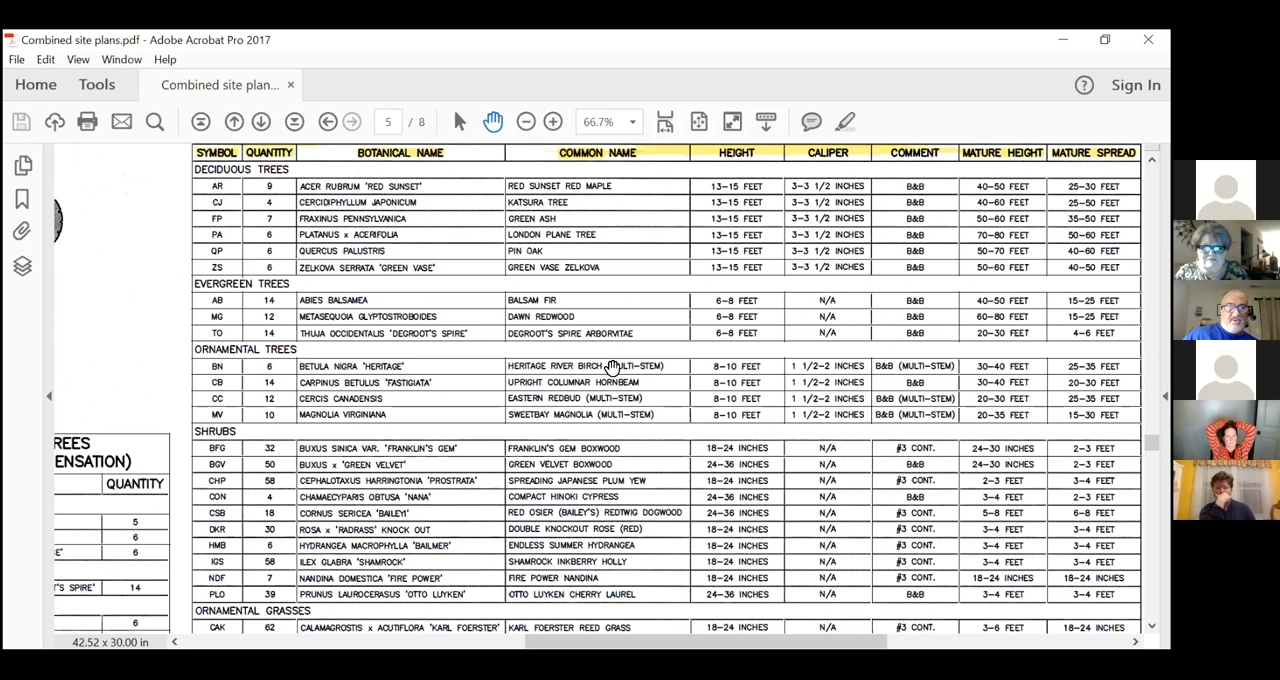 Combined site plans.pdf - Adobe Acrobat Pro 2017
File Edit View Window Help
Home Tools Combined site plan... × Sign In
5 / 8 66.7%
SYMBOL QUANTITY BOTANICAL NAME COMMON NAME HEIGHT CALIPER COMMENT MATURE HEIGHT MATURE SPREAD
DECIDUOUS TREES
AR 9 ACER RUBRUM 'RED SUNSET' RED SUNSET RED MAPLE 13-15 FEET 3-3 1/2 INCHES B&B 40-50 FEET 25-30 FEET
CJ 4 CERCIDIPHYLLUM JAPONICUM KATSURA TREE 13-15 FEET 3-3 1/2 INCHES B&B 40-60 FEET 25-50 FEET
FP 7 FRAXINUS PENNSYLVANICA GREEN ASH 13-15 FEET 3-3 1/2 INCHES B&B 50-60 FEET 35-50 FEET
PA 6 PLATANUS x ACERIFOLIA LONDON PLANE TREE 13-15 FEET 3-3 1/2 INCHES B&B 70-80 FEET 50-60 FEET
QP 6 QUERCUS PALUSTRIS PIN OAK 13-15 FEET 3-3 1/2 INCHES B&B 50-70 FEET 40-60 FEET
ZS 6 ZELKOVA SERRATA 'GREEN VASE' GREEN VASE ZELKOVA 13-15 FEET 3-3 1/2 INCHES B&B 50-60 FEET 40-50 FEET
EVERGREEN TREES
AB 14 ABIES BALSAMEA BALSAM FIR 6-8 FEET N/A B&B 40-50 FEET 15-25 FEET
MG 12 METASEQUOIA GLYPTOSTROBOIDES DAWN REDWOOD 6-8 FEET N/A B&B 60-80 FEET 15-25 FEET
TO 14 THUJA OCCIDENTALIS 'DEGROOT'S SPIRE' DEGROOT'S SPIRE ARBORVITAE 6-8 FEET N/A B&B 20-30 FEET 4-6 FEET
ORNAMENTAL TREES
BN 6 BETULA NIGRA 'HERITAGE' HERITAGE RIVER BIRCH 8-10 FEET 1 1/2-2 INCHES B&B (MULTI-STEM) 30-40 FEET 25-35 FEET
CB 14 CARPINUS BETULUS 'FASTIGIATA' UPRIGHT COLUMNAR HORNBEAM 8-10 FEET 1 1/2-2 INCHES B&B 30-40 FEET 20-30 FEET
CC 12 CERCIS CANADENSIS EASTERN REDBUD (MULTI-STEM) 8-10 FEET 1 1/2-2 INCHES B&B (MULTI-STEM) 20-30 FEET 25-35 FEET
MV 10 MAGNOLIA VIRGINIANA SWEETBAY MAGNOLIA (MULTI-STEM) 8-10 FEET 1 1/2-2 INCHES B&B (MULTI-STEM) 20-35 FEET 15-30 FEET
SHRUBS
BFG 32 BUXUS SINICA VAR. 'FRANKLIN'S GEM' FRANKLIN'S GEM BOXWOOD 18-24 INCHES N/A #3 CONT. 24-30 INCHES 2-3 FEET
BGV 50 BUXUS x 'GREEN VELVET' GREEN VELVET BOXWOOD 24-36 INCHES N/A B&B 24-30 INCHES 2-3 FEET
CHP 58 CEPHALOTAXUS HARRINGTONIA 'PROSTRATA' SPREADING JAPANESE PLUM YEW 18-24 INCHES N/A #3 CONT. 2-3 FEET 3-4 FEET
CON 4 CHAMAECYPARIS OBTUSA 'NANA' COMPACT HINOKI CYPRESS 24-36 INCHES N/A B&B 3-4 FEET 2-3 FEET
CSB 18 CORNUS SERICEA 'BAILEYI' RED OSIER (BAILEY'S) REDTWIG DOGWOOD 24-36 INCHES N/A #3 CONT. 5-8 FEET 6-8 FEET
DKR 30 ROSA x 'RADRASS' KNOCK OUT DOUBLE KNOCKOUT ROSE (RED) 18-24 INCHES N/A #3 CONT. 3-4 FEET 3-4 FEET
HMB 6 HYDRANGEA MACROPHYLLA 'BAILMER' ENDLESS SUMMER HYDRANGEA 18-24 INCHES N/A #3 CONT. 3-4 FEET 3-4 FEET
IGS 58 ILEX GLABRA 'SHAMROCK' SHAMROCK INKBERRY HOLLY 18-24 INCHES N/A #3 CONT. 3-4 FEET 3-4 FEET
NDF 7 NANDINA DOMESTICA 'FIRE POWER' FIRE POWER NANDINA 18-24 INCHES N/A #3 CONT. 18-24 INCHES 18-24 INCHES
PLO 39 PRUNUS LAUROCERASUS 'OTTO LUYKEN' OTTO LUYKEN CHERRY LAUREL 24-36 INCHES N/A B&B 3-4 FEET 3-4 FEET
ORNAMENTAL GRASSES
CAK 62 CALAMAGROSTIS x ACUTIFLORA 'KARL FOERSTER' KARL FOERSTER REED GRASS 18-24 INCHES N/A #3 CONT. 3-6 FEET 18-24 INCHES
REES
ENSATION)
QUANTITY
5
6
E' 6
T'S SPIRE' 14
6
42.52 x 30.00 in